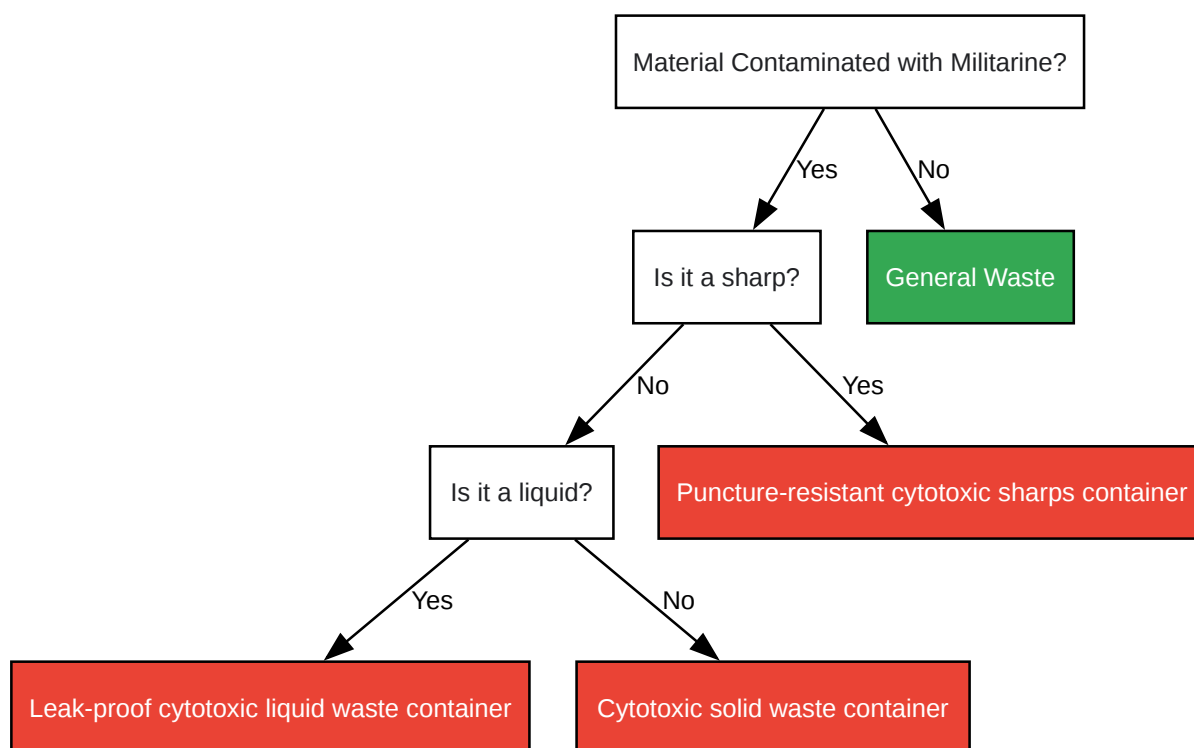 Material Contaminated with Militarine?
Yes
No
Is it a sharp?
General Waste
No
Yes
Is it a liquid?
Puncture-resistant cytotoxic sharps container
Yes
No
Leak-proof cytotoxic liquid waste container
Cytotoxic solid waste container